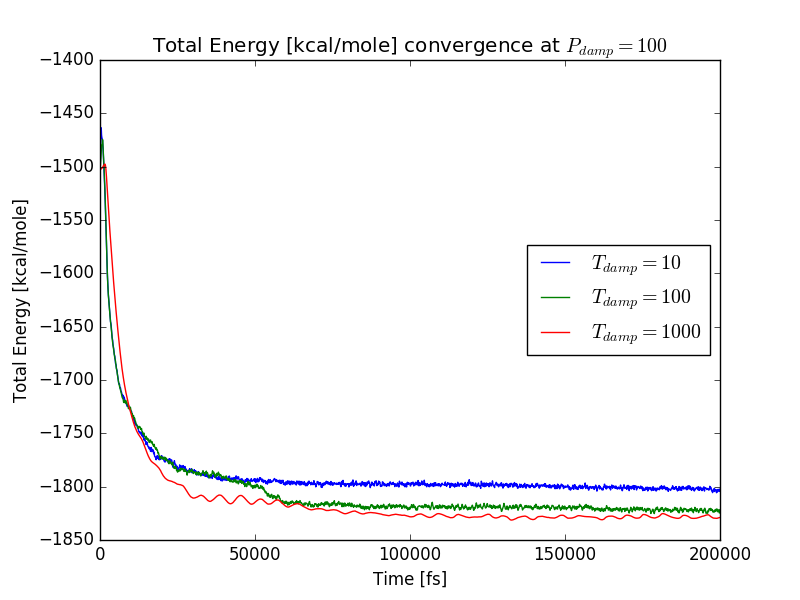 Total Energy [kcal/mole] convergence at P_damp = 100
Total Energy [kcal/mole]
−1400
−1450
−1500
−1550
−1600
−1650
−1700
−1750
−1800
−1850
T_damp = 10
T_damp = 100
T_damp = 1000
0 50000 100000 150000 200000
Time [fs]